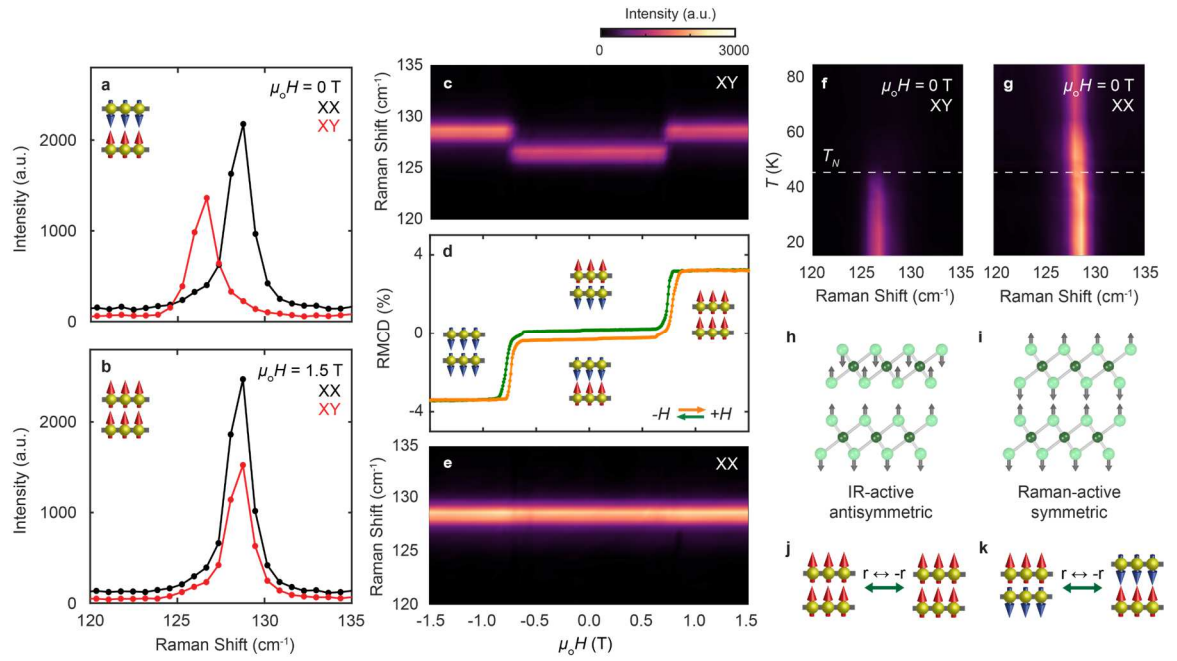 Intensity (a.u.)
0
3000
a
μₒH = 0 T
XX
XY
2000
1000
0
Intensity (a.u.)
120
125
130
135
b
μₒH = 1.5 T
XX
XY
2000
1000
0
Intensity (a.u.)
120
125
130
135
Raman Shift (cm⁻¹)
c
XY
135
130
125
120
Raman Shift (cm⁻¹)
d
4
0
-4
RMCD (%)
-H
+H
e
XX
135
130
125
120
Raman Shift (cm⁻¹)
-1.5
-1.0
-0.5
0.0
0.5
1.0
1.5
μₒH (T)
f
μₒH = 0 T
XY
T_N
80
60
40
20
T (K)
120
130
135
Raman Shift (cm⁻¹)
g
μₒH = 0 T
XX
120
130
135
Raman Shift (cm⁻¹)
h
IR-active
antisymmetric
i
Raman-active
symmetric
j
r ↔ -r
k
r ↔ -r